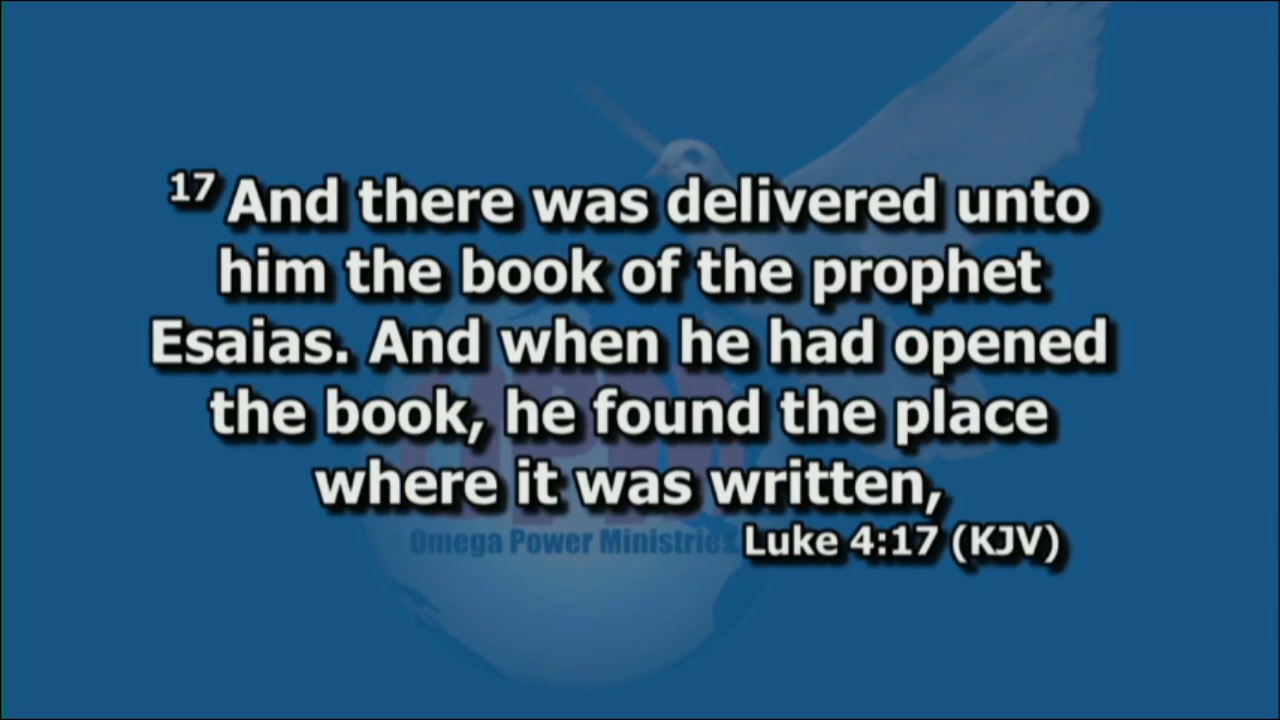 17 And there was delivered unto
him the book of the prophet
Esaias. And when he had opened
the book, he found the place
where it was written,
OPM
Omega Power Ministries
Luke 4:17 (KJV)